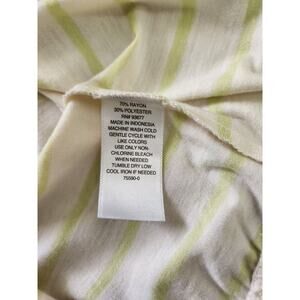 70% RAYON
30% POLYESTER
RN# 93677
MADE IN INDONESIA
MACHINE WASH COLD
GENTLE CYCLE WITH
LIKE COLORS
USE ONLY NON-
CHLORINE BLEACH
WHEN NEEDED
TUMBLE DRY LOW
COOL IRON IF NEEDED
75590-0